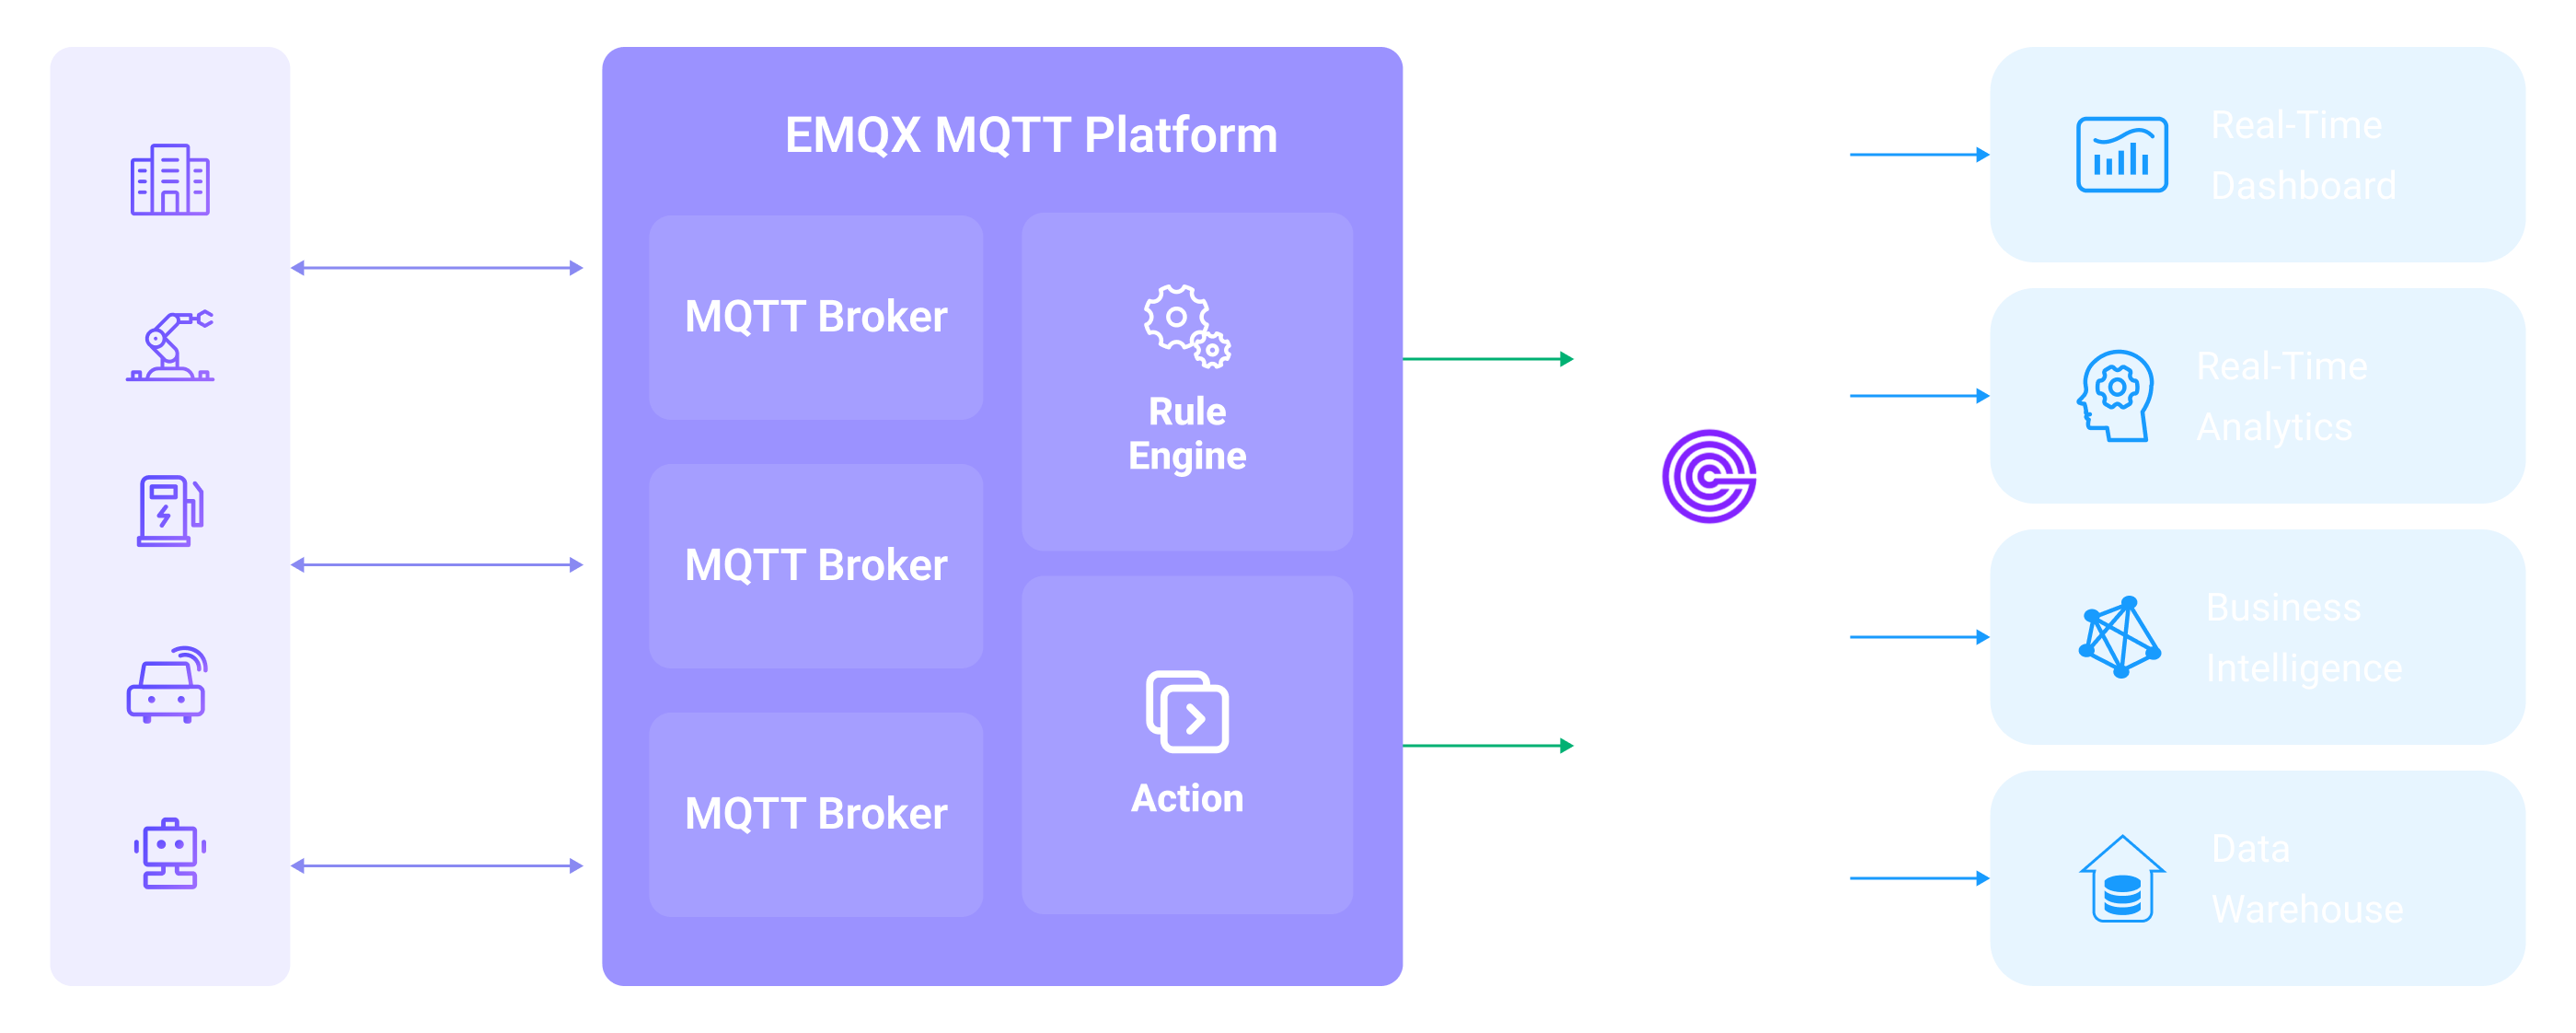 EMQX MQTT Platform
MQTT Broker
MQTT Broker
MQTT Broker
Rule
Engine
Action
Real-Time
Dashboard
Real-Time
Analytics
Business
Intelligence
Data
Warehouse